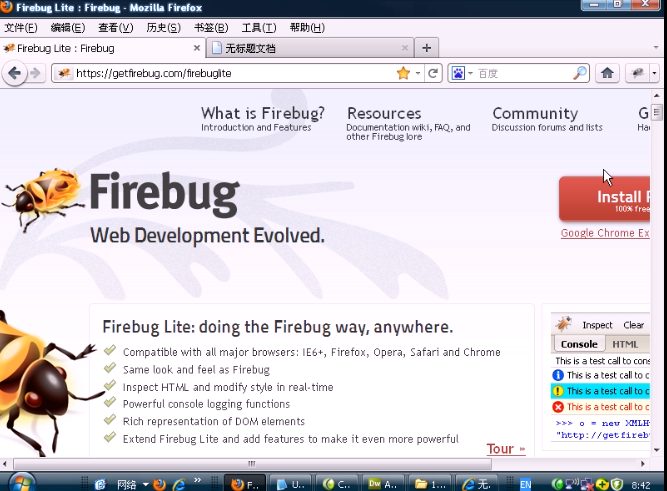 Firebug Lite : Firebug - Mozilla Firefox
文件(F) 编辑(E) 查看(V) 历史(S) 书签(B) 工具(T) 帮助(H)
Firebug Lite : Firebug × 无标题文档 × +
https://getfirebug.com/firebuglite 百度
What is Firebug? Resources Community G
Introduction and Features Documentation wiki, FAQ, and Discussion forums and lists Ha
other Firebug lore
Firebug
Web Development Evolved.
Install F
100% free
Google Chrome Ex
Firebug Lite: doing the Firebug way, anywhere.
Compatible with all major browsers: IE6+, Firefox, Opera, Safari and Chrome
Same look and feel as Firebug
Inspect HTML and modify style in real-time
Powerful console logging functions
Rich representation of DOM elements
Extend Firebug Lite and add features to make it even more powerful
Tour »
Inspect Clear
Console HTML
This is a test call to cons
This is a test call to c
This is a test call to c
This is a test call to c
>>> o = new XMLH
"http://getfireb
网络 » F... U... C... Dw A... 1... 无... EN 8:42